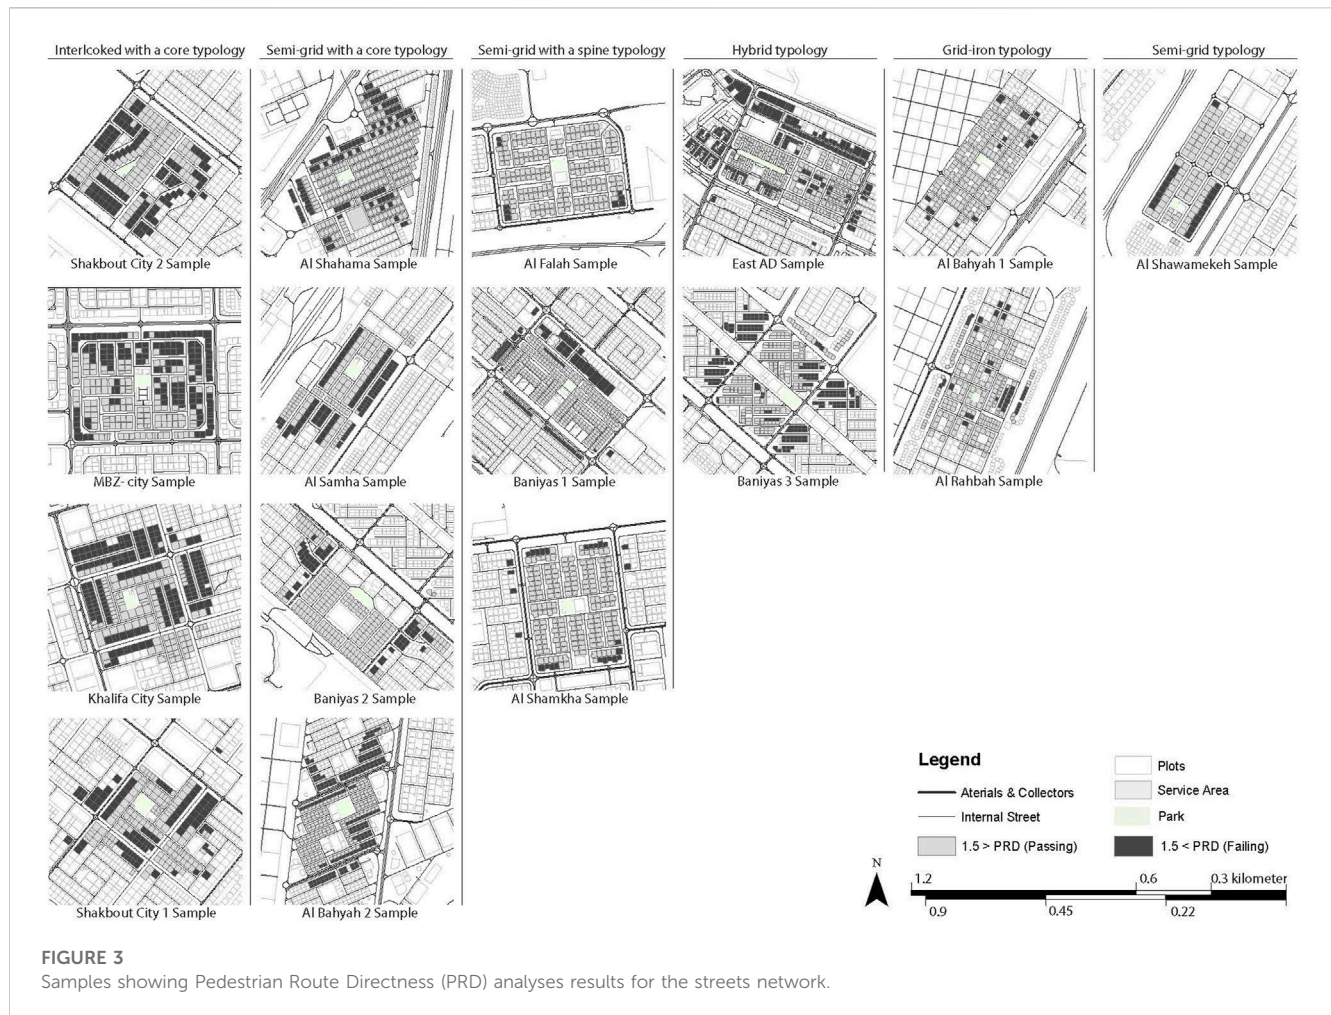 Interlcoked with a core typology
Semi-grid with a core typology
Semi-grid with a spine typology
Hybrid typology
Grid-iron typology
Semi-grid typology
Shakbout City 2 Sample
Al Shahama Sample
Al Falah Sample
East AD Sample
Al Bahyah 1 Sample
Al Shawamekeh Sample
MBZ- city Sample
Al Samha Sample
Baniyas 1 Sample
Baniyas 3 Sample
Al Rahbah Sample
Khalifa City Sample
Baniyas 2 Sample
Al Shamkha Sample
Shakbout City 1 Sample
Al Bahyah 2 Sample
Legend
Aterials & Collectors
Internal Street
1.5 > PRD (Passing)
Plots
Service Area
Park
1.5 < PRD (Failing)
N
1.2 0.6 0.3 kilometer
0.9 0.45 0.22
FIGURE 3
Samples showing Pedestrian Route Directness (PRD) analyses results for the streets network.